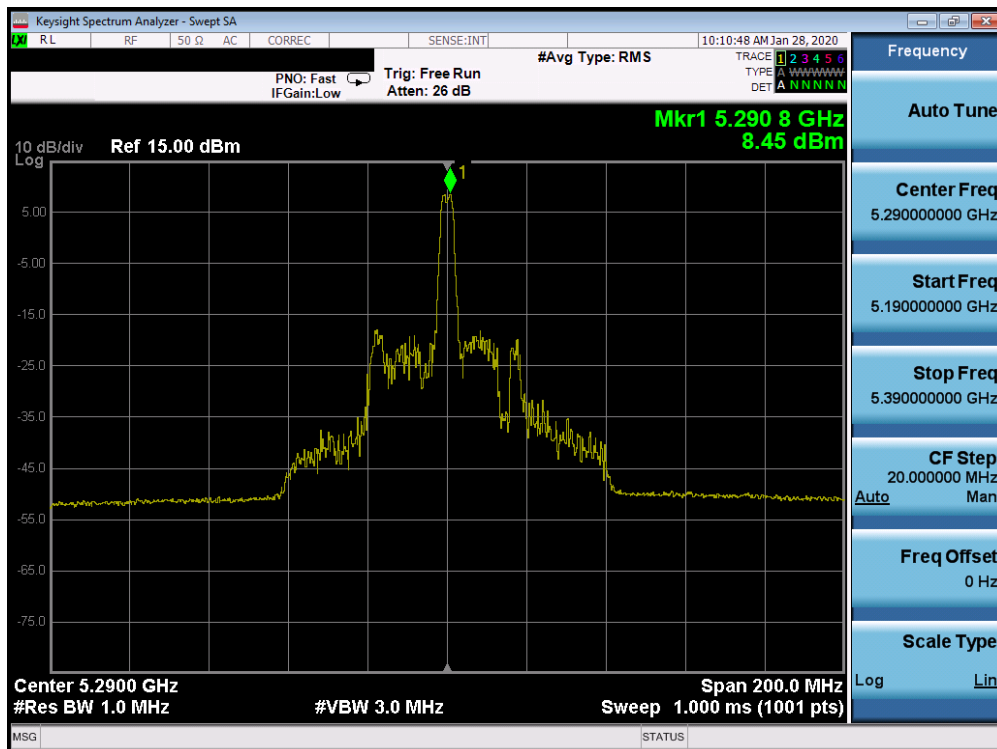 Keysight Spectrum Analyzer - Swept SA
LXI RL RF 50 Ω AC CORREC SENSE:INT 10:10:48 AM Jan 28, 2020
#Avg Type: RMS
TRACE 1 2 3 4 5 6
TYPE A WWWWW
DET A N N N N N
PNO: Fast
IFGain:Low
Trig: Free Run
Atten: 26 dB
Mkr1 5.290 8 GHz
8.45 dBm
10 dB/div Ref 15.00 dBm
Log
1
5.00
-5.00
-15.0
-25.0
-35.0
-45.0
-55.0
-65.0
-75.0
Center 5.2900 GHz Span 200.0 MHz
#Res BW 1.0 MHz #VBW 3.0 MHz Sweep 1.000 ms (1001 pts)
MSG STATUS
Frequency
Auto Tune
Center Freq
5.290000000 GHz
Start Freq
5.190000000 GHz
Stop Freq
5.390000000 GHz
CF Step
20.000000 MHz
Auto Man
Freq Offset
0 Hz
Scale Type
Log Lin